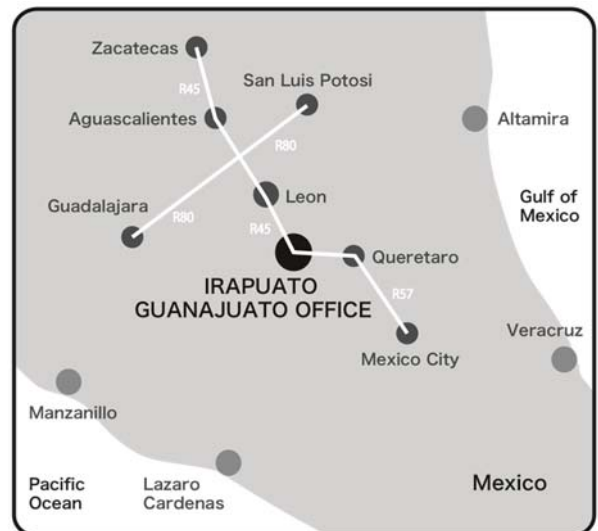 Zacatecas
R45
San Luis Potosi
Aguascalientes
Altamira
R80
Leon
Guadalajara
R80
R45
Gulf of
Mexico
Queretaro
IRAPUATO
GUANAJUATO OFFICE
R57
Veracruz
Mexico City
Manzanillo
Pacific
Ocean
Lazaro
Cardenas
Mexico